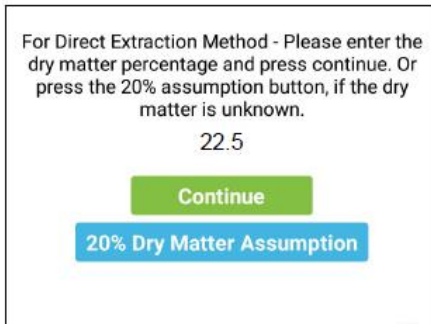 For Direct Extraction Method - Please enter the
dry matter percentage and press continue. Or
press the 20% assumption button, if the dry
matter is unknown.
22.5
Continue
20% Dry Matter Assumption